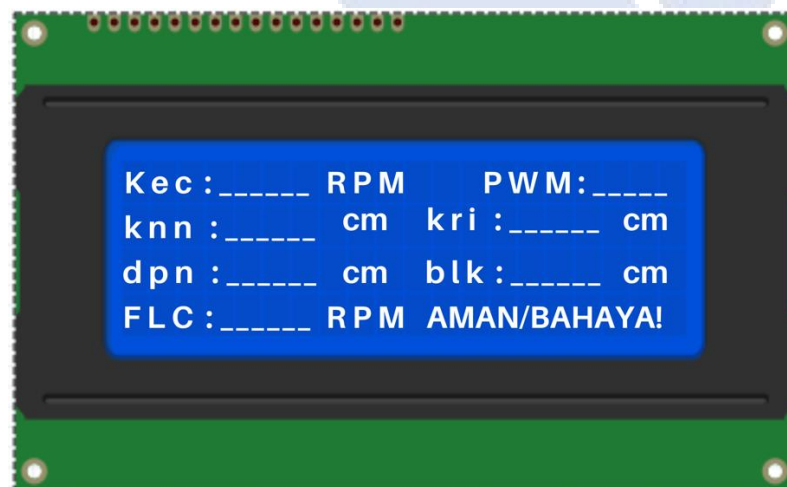 Kec:______ RPM PWM:_____
knn :______ cm kri :______ cm
dpn :______ cm blk:______ cm
FLC:______ RPM AMAN/BAHAYA!